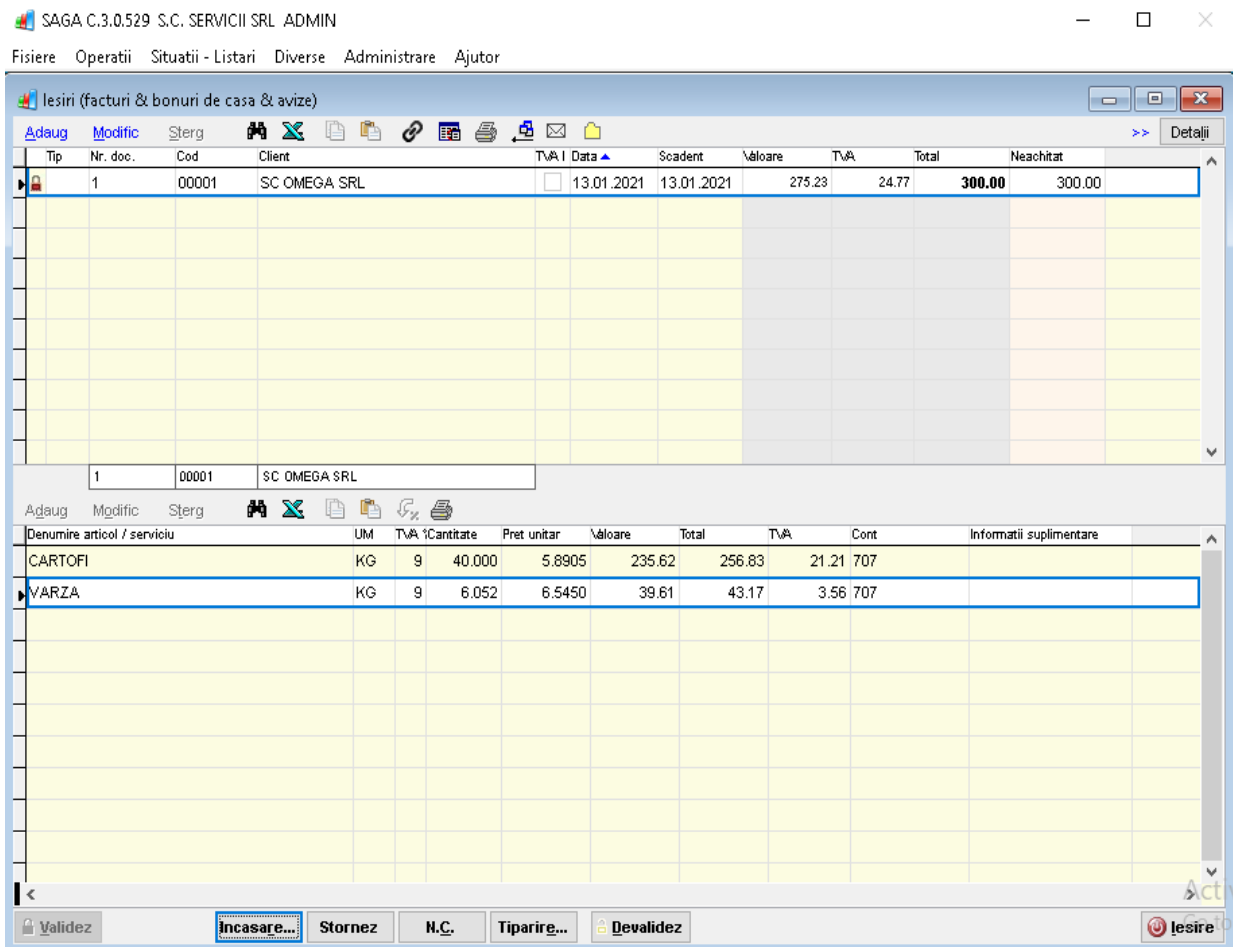 SAGA C.3.0.529 S.C. SERVICII SRL ADMIN
Fisiere Operatii Situatii - Listari Diverse Administrare Ajutor
Iesiri (facturi & bonuri de casa & avize)
Adaug Modific Sterg >> Detalii
Tip Nr. doc. Cod Client TVA I Data Scadent Valoare TVA Total Neachitat
1 00001 SC OMEGA SRL 13.01.2021 13.01.2021 275.23 24.77 300.00 300.00
1 00001 SC OMEGA SRL
Adaug Modific Sterg
Denumire articol / serviciu UM TVA % Cantitate Pret unitar Valoare Total TVA Cont Informatii suplimentare
CARTOFI KG 9 40.000 5.8905 235.62 256.83 21.21 707
VARZA KG 9 6.052 6.5450 39.61 43.17 3.56 707
Acti
Validez Incasare... Stornez N.C. Tiparire... Devalidez Iesire